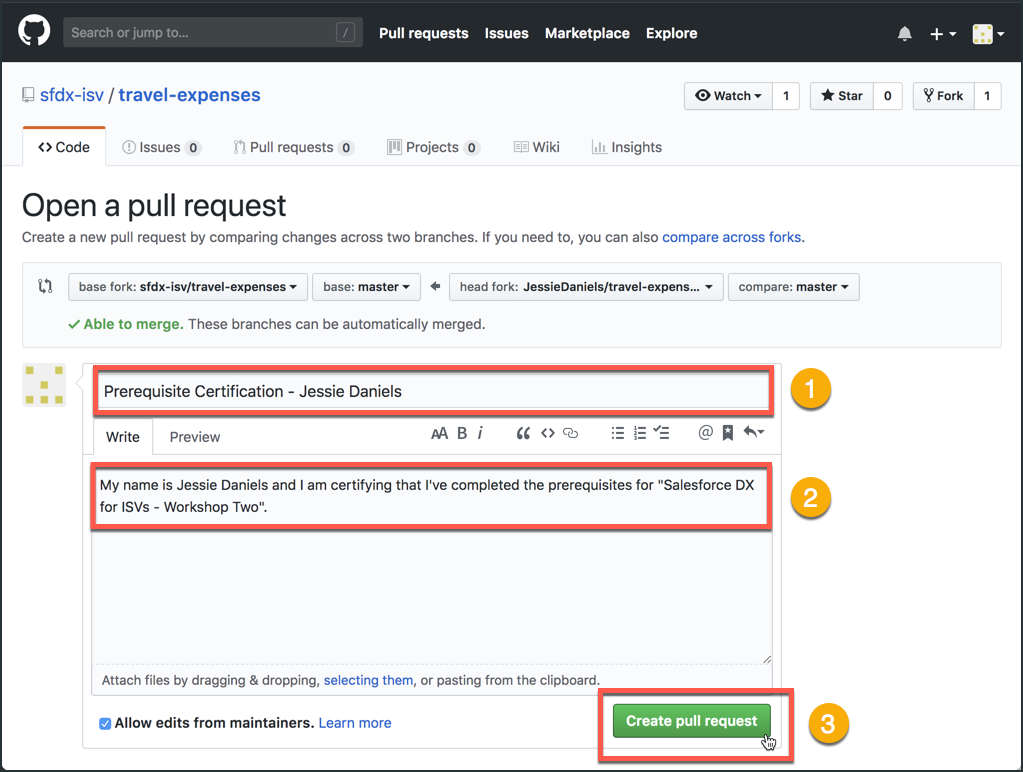 Search or jump to... /
Pull requests Issues Marketplace Explore
sfdx-isv / travel-expenses
Watch 1 Star 0 Fork 1
Code Issues 0 Pull requests 0 Projects 0 Wiki Insights
Open a pull request
Create a new pull request by comparing changes across two branches. If you need to, you can also compare across forks.
base fork: sfdx-isv/travel-expenses base: master head fork: JessieDaniels/travel-expens... compare: master
Able to merge. These branches can be automatically merged.
Prerequisite Certification - Jessie Daniels
1
Write Preview AA B i “ <> @
My name is Jessie Daniels and I am certifying that I've completed the prerequisites for "Salesforce DX
for ISVs - Workshop Two".
2
Attach files by dragging & dropping, selecting them, or pasting from the clipboard.
Allow edits from maintainers. Learn more
Create pull request
3